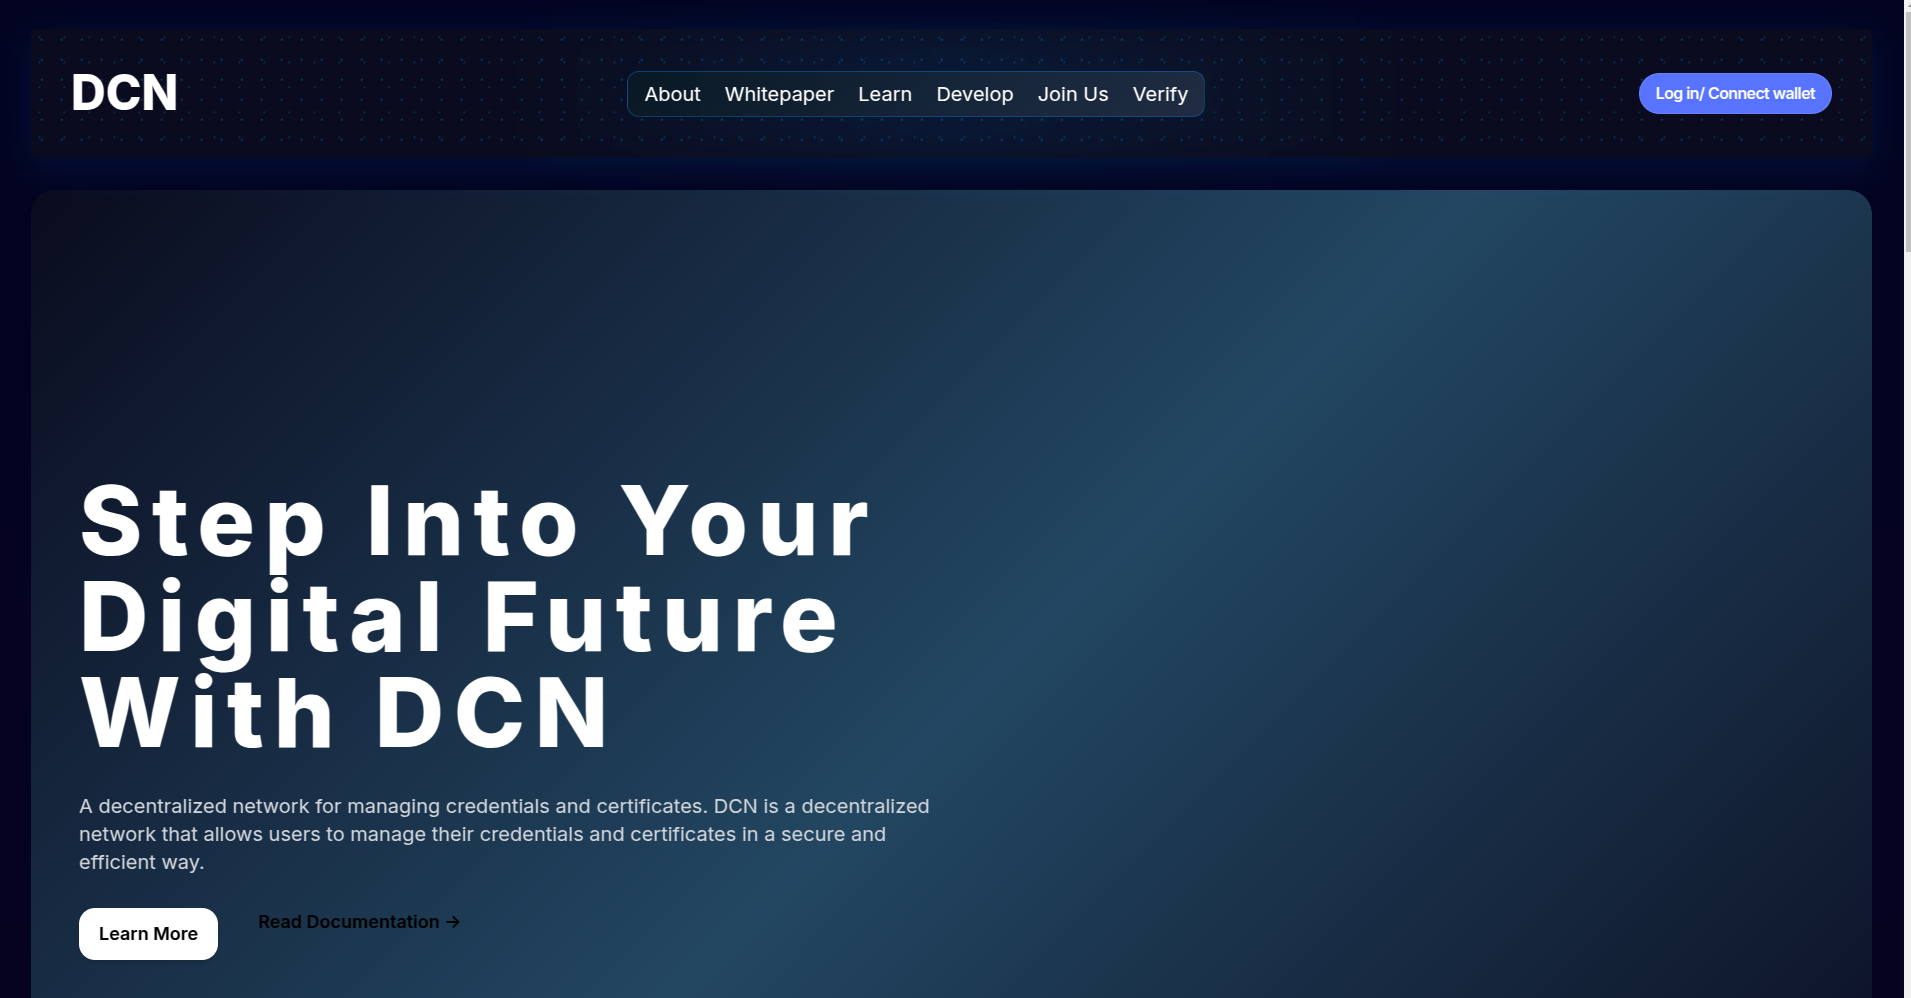 DCN
About Whitepaper Learn Develop Join Us Verify
Log in/ Connect wallet
Step Into Your
Digital Future
With DCN
A decentralized network for managing credentials and certificates. DCN is a decentralized
network that allows users to manage their credentials and certificates in a secure and
efficient way.
Learn More
Read Documentation →